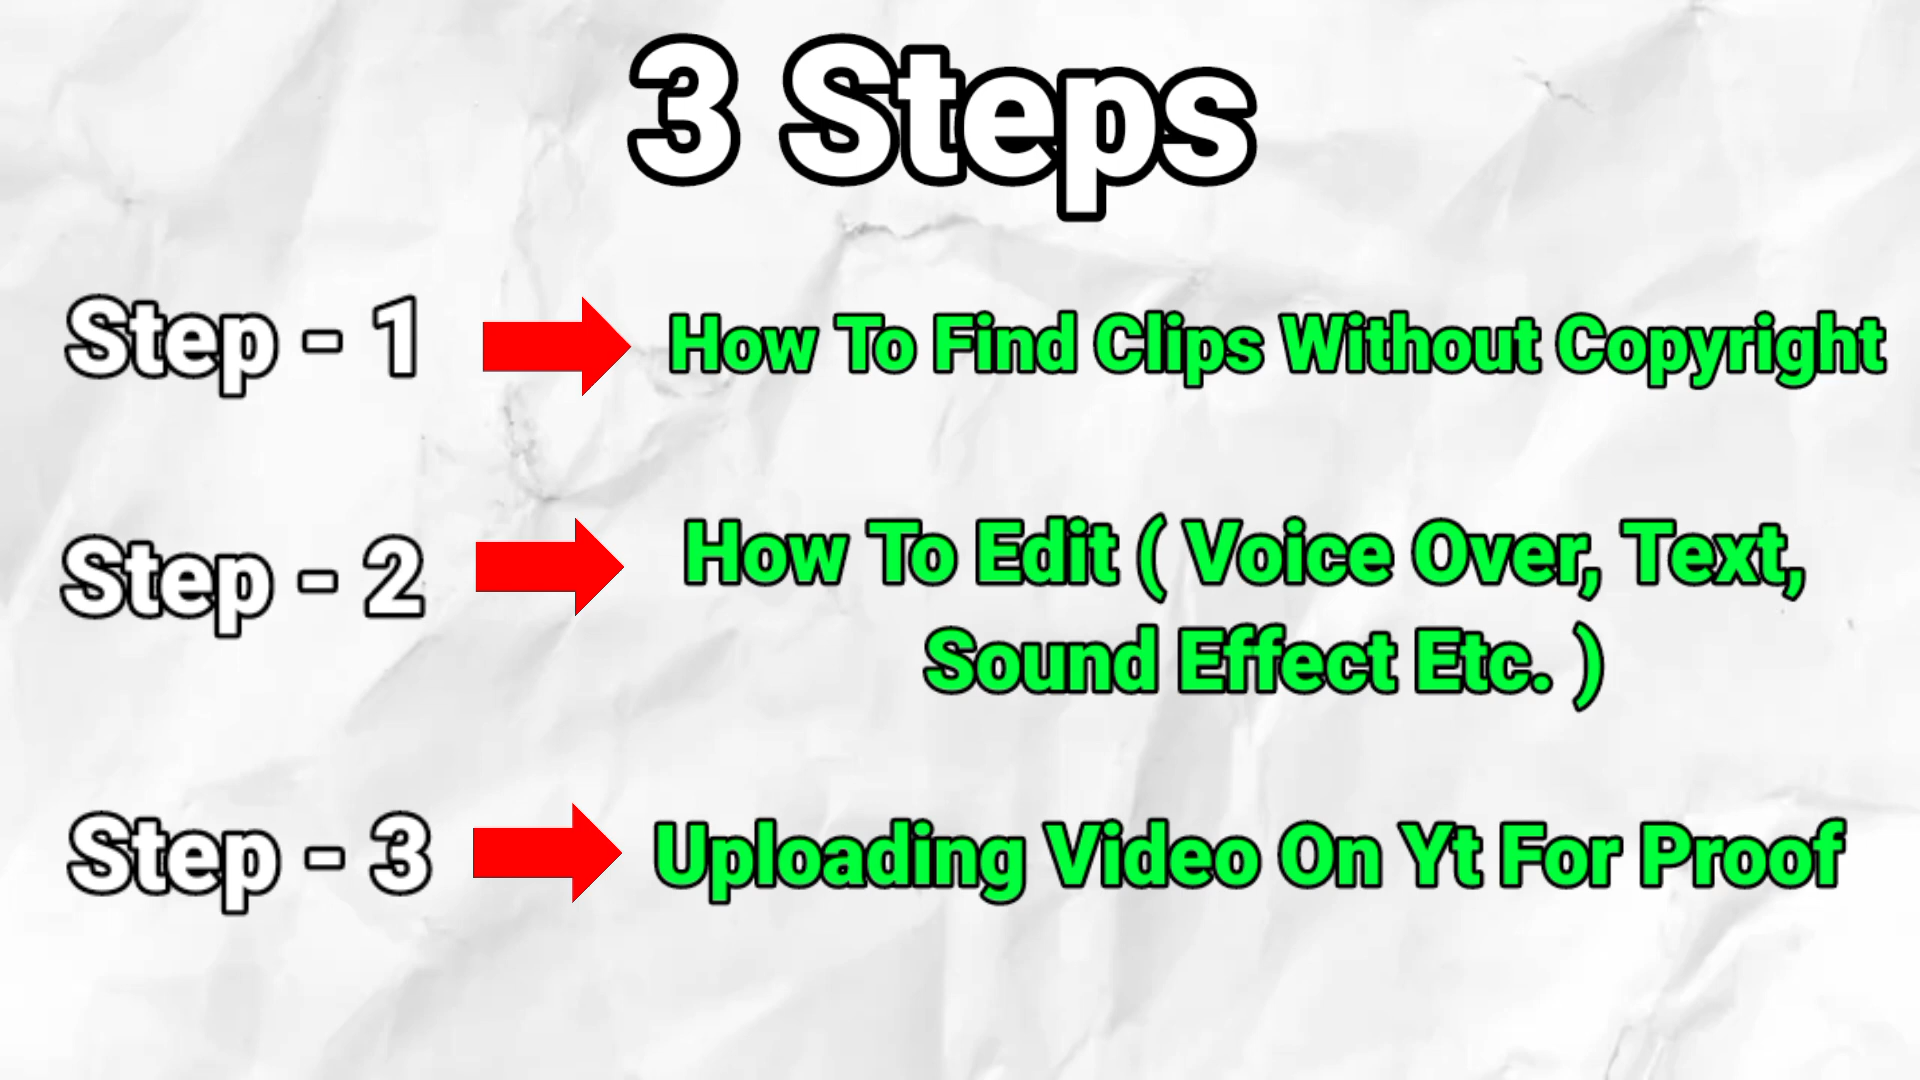 3 Steps
Step - 1
How To Find Clips Without Copyright
Step - 2
How To Edit ( Voice Over, Text,
Sound Effect Etc. )
Step - 3
Uploading Video On Yt For Proof